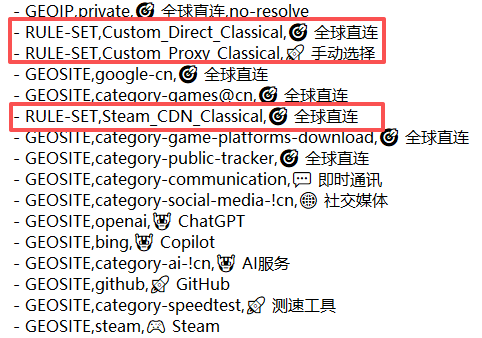 - GEOIP,private,🎯 全球直连,no-resolve
- RULE-SET,Custom_Direct_Classical,🎯 全球直连
- RULE-SET,Custom_Proxy_Classical,🚀 手动选择
- GEOSITE,google-cn,🎯 全球直连
- GEOSITE,category-games@cn,🎯 全球直连
- RULE-SET,Steam_CDN_Classical,🎯 全球直连
- GEOSITE,category-game-platforms-download,🎯 全球直连
- GEOSITE,category-public-tracker,🎯 全球直连
- GEOSITE,category-communication,💬 即时通讯
- GEOSITE,category-social-media-!cn,🌐 社交媒体
- GEOSITE,openai,🤖 ChatGPT
- GEOSITE,bing,🤖 Copilot
- GEOSITE,category-ai-!cn,🤖 AI服务
- GEOSITE,github,🚀 GitHub
- GEOSITE,category-speedtest,🚀 测速工具
- GEOSITE,steam,🎮 Steam